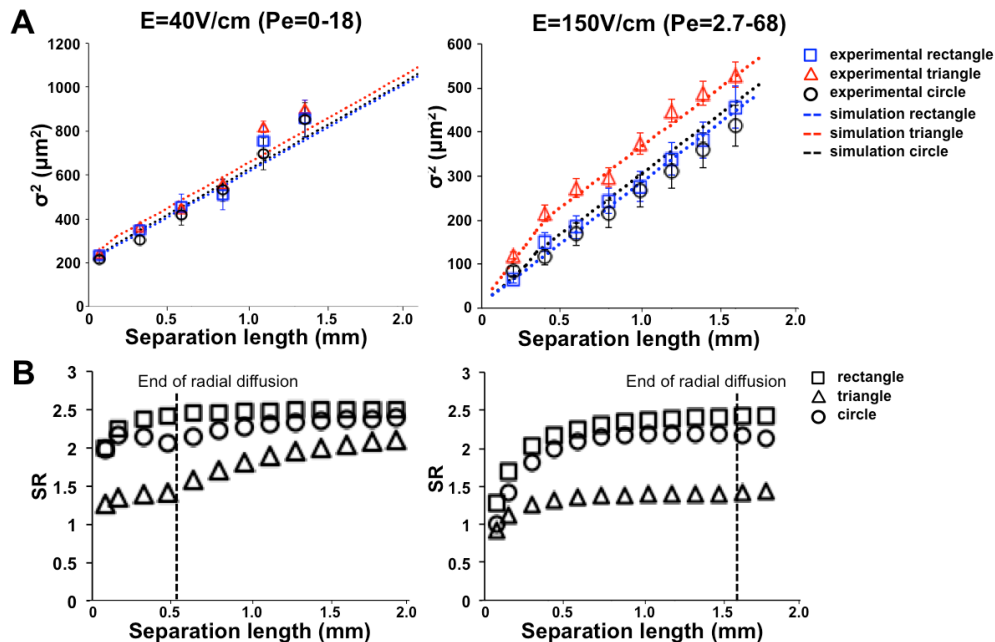 A
E=40V/cm (Pe=0-18)
E=150V/cm (Pe=2.7-68)
1200
1000
800
600
400
200
0
σ² (µm²)
0
0.5
1.0
1.5
2.0
Separation length (mm)
600
500
400
300
200
100
0
σ² (µm²)
0
0.5
1.0
1.5
2.0
Separation length (mm)
experimental rectangle
experimental triangle
experimental circle
simulation rectangle
simulation triangle
simulation circle
B
3
2.5
2
1.5
1
0.5
0
SR
End of radial diffusion
0
0.5
1.0
1.5
2.0
Separation length (mm)
3
2.5
2
1.5
1
0.5
0
SR
End of radial diffusion
0
0.5
1.0
1.5
2.0
Separation length (mm)
rectangle
triangle
circle